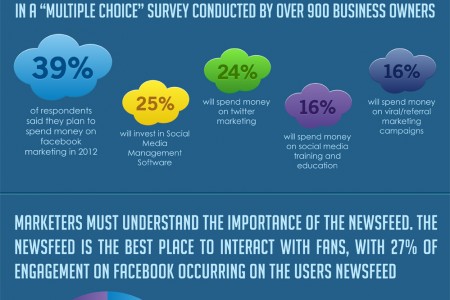 IN A “MULTIPLE CHOICE” SURVEY CONDUCTED BY OVER 900 BUSINESS OWNERS
39%
of respondents
said they plan to
spend money on
facebook
marketing in 2012
25%
will invest in Social
Media
Management
Software
24%
will spend money
on twitter
marketing
16%
will spend money
on social media
training and
education
16%
will spend money
on viral/referral
marketing
campaigns
MARKETERS MUST UNDERSTAND THE IMPORTANCE OF THE NEWSFEED. THE
NEWSFEED IS THE BEST PLACE TO INTERACT WITH FANS, WITH 27% OF
ENGAGEMENT ON FACEBOOK OCCURRING ON THE USERS NEWSFEED